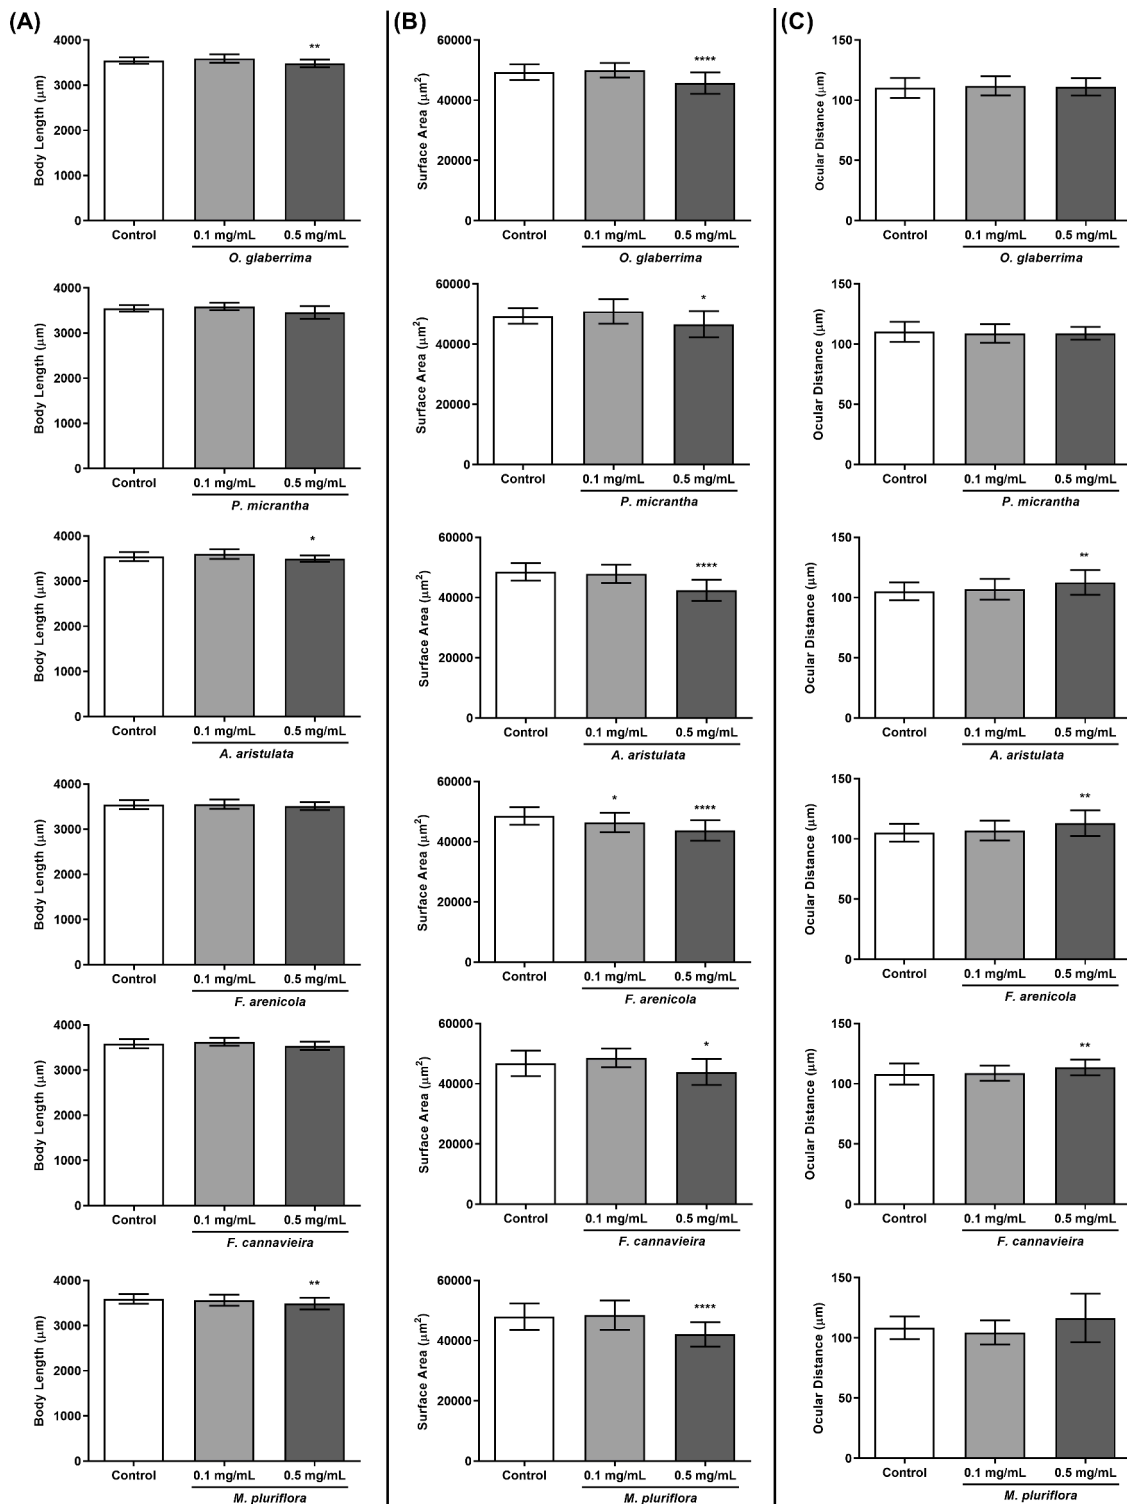 (A)
4000
3000
2000
1000
0
Body Length (μm)
**
Control
0.1 mg/mL
0.5 mg/mL
O. glaberrima
4000
3000
2000
1000
0
Body Length (μm)
Control
0.1 mg/mL
0.5 mg/mL
P. micrantha
4000
3000
2000
1000
0
Body Length (μm)
*
Control
0.1 mg/mL
0.5 mg/mL
A. aristulata
4000
3000
2000
1000
0
Body Length (μm)
Control
0.1 mg/mL
0.5 mg/mL
F. arenicola
4000
3000
2000
1000
0
Body Length (μm)
Control
0.1 mg/mL
0.5 mg/mL
F. cannavieira
4000
3000
2000
1000
0
Body Length (μm)
**
Control
0.1 mg/mL
0.5 mg/mL
M. pluriflora
(B)
60000
40000
20000
0
Surface Area (μm²)
****
Control
0.1 mg/mL
0.5 mg/mL
O. glaberrima
60000
40000
20000
0
Surface Area (μm²)
*
Control
0.1 mg/mL
0.5 mg/mL
P. micrantha
60000
40000
20000
0
Surface Area (μm²)
****
Control
0.1 mg/mL
0.5 mg/mL
A. aristulata
60000
40000
20000
0
Surface Area (μm²)
*
****
Control
0.1 mg/mL
0.5 mg/mL
F. arenicola
60000
40000
20000
0
Surface Area (μm²)
*
Control
0.1 mg/mL
0.5 mg/mL
F. cannavieira
60000
40000
20000
0
Surface Area (μm²)
****
Control
0.1 mg/mL
0.5 mg/mL
M. pluriflora
(C)
150
100
50
0
Ocular Distance (μm)
Control
0.1 mg/mL
0.5 mg/mL
O. glaberrima
150
100
50
0
Ocular Distance (μm)
Control
0.1 mg/mL
0.5 mg/mL
P. micrantha
150
100
50
0
Ocular Distance (μm)
**
Control
0.1 mg/mL
0.5 mg/mL
A. aristulata
150
100
50
0
Ocular Distance (μm)
**
Control
0.1 mg/mL
0.5 mg/mL
F. arenicola
150
100
50
0
Ocular Distance (μm)
**
Control
0.1 mg/mL
0.5 mg/mL
F. cannavieira
150
100
50
0
Ocular Distance (μm)
Control
0.1 mg/mL
0.5 mg/mL
M. pluriflora